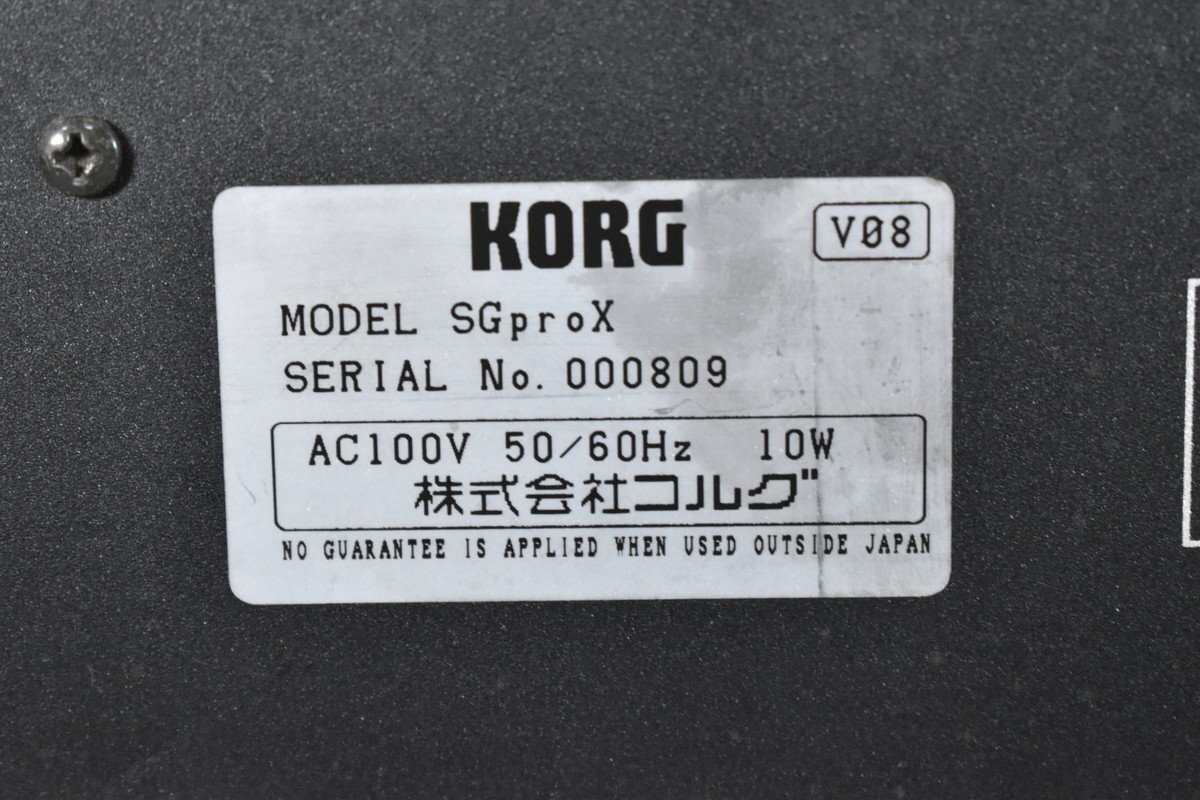 KORG
V08
MODEL SGproX
SERIAL No. 000809
AC100V 50/60Hz 10W
株式会社コルグ
NO GUARANTEE IS APPLIED WHEN USED OUTSIDE JAPAN